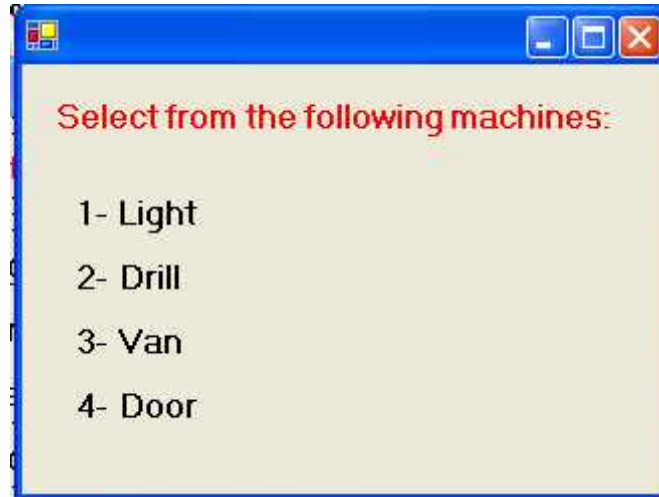 Select from the following machines:
1- Light
2- Drill
3- Van
4- Door